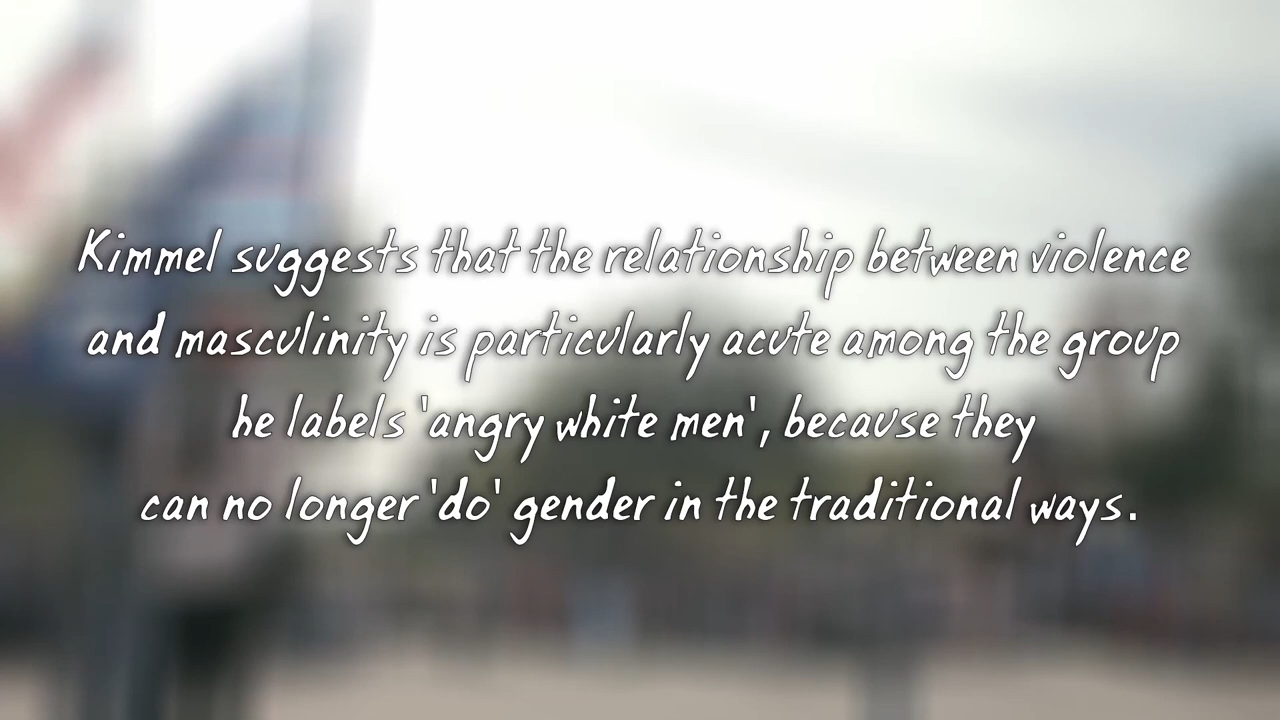 Kimmel suggests that the relationship between violence
and masculinity is particularly acute among the group
he labels 'angry white men', because they
can no longer 'do' gender in the traditional ways.